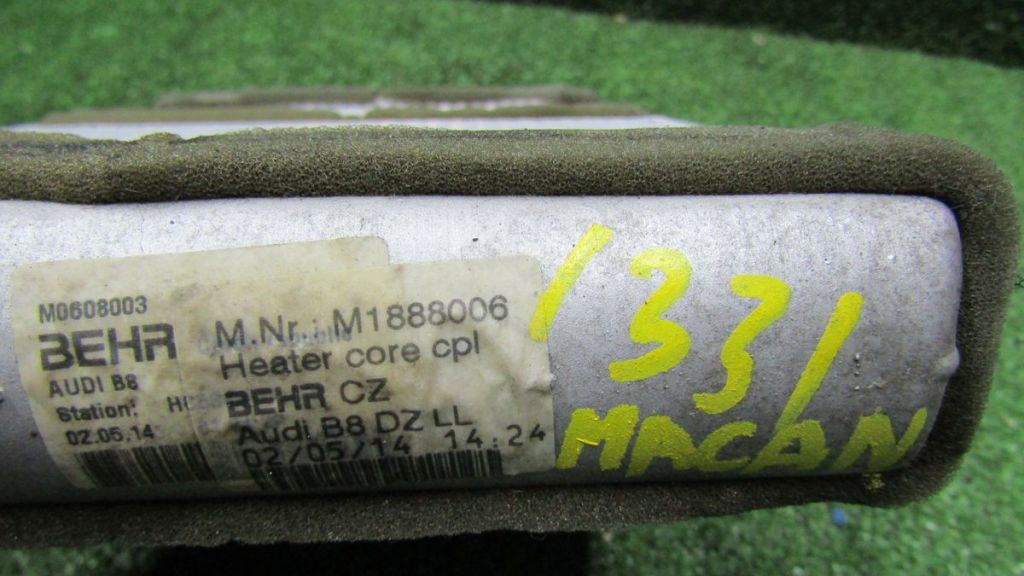 M0608003
BEHR
AUDI B8
Station:
02.05.14
M.Nr.: M1888006
Heater core cpl
BEHR CZ
Audi B8 DZ LL
02/05/14 14:24
1331
MACAN